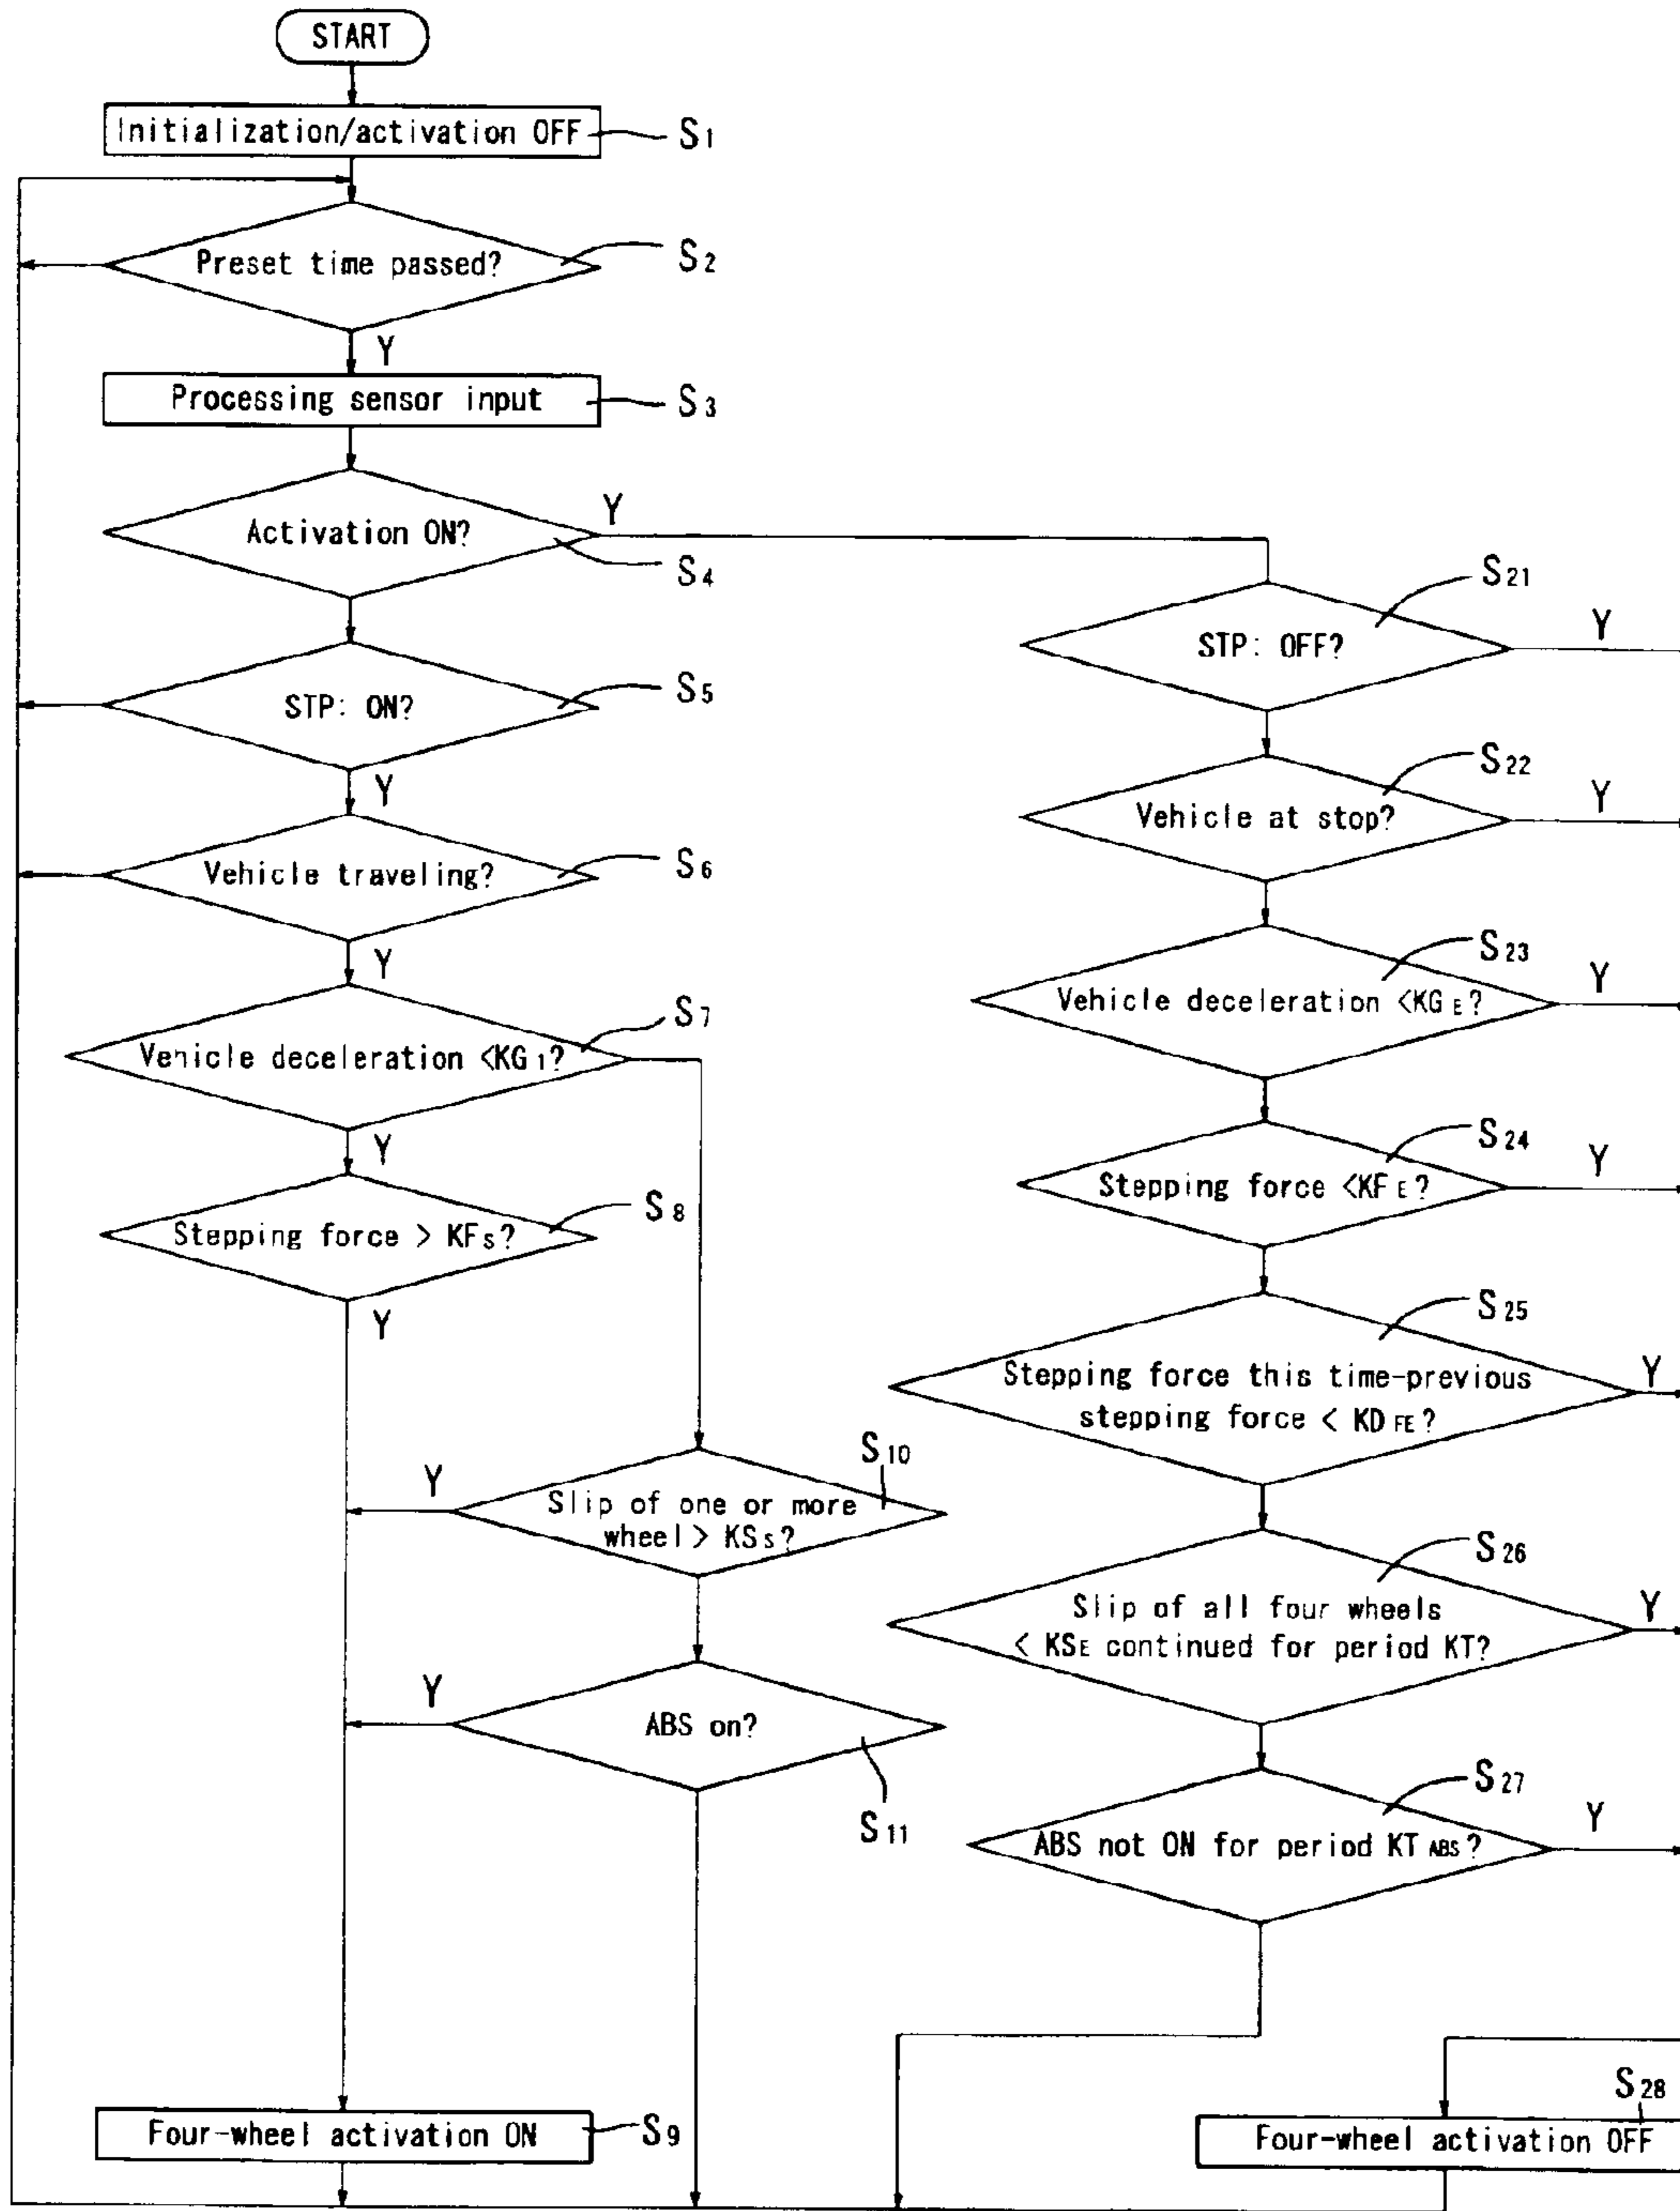 START
Initialization/activation OFF
S1
Preset time passed?
S2
Y
Processing sensor input
S3
Activation ON?
Y
S4
STP: ON?
S5
Y
Vehicle traveling?
S6
Y
Vehicle deceleration <KG1?
S7
Y
Stepping force > KFS?
S8
Y
Slip of one or more
wheel> KSS?
S10
Y
ABS on?
Y
S11
Four-wheel activation ON
S9
STP: OFF?
S21
Y
Vehicle at stop?
S22
Y
Vehicle deceleration <KGE?
S23
Y
Stepping force <KFE?
S24
Y
Stepping force this time-previous
stepping force < KDFE?
S25
Y
Slip of all four wheels
< KSE continued for period KT?
S26
Y
ABS not ON for period KTABS?
S27
Y
Four-wheel activation OFF
S28